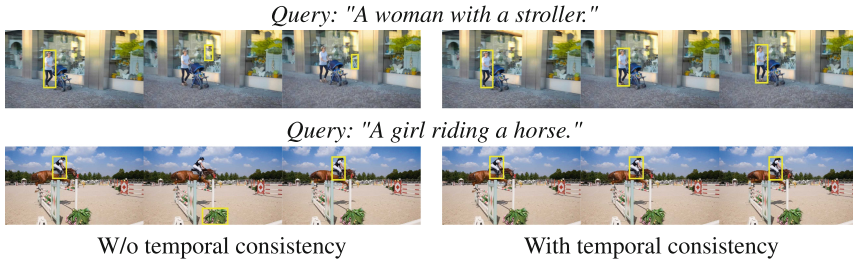 Query: "A woman with a stroller."
Query: "A girl riding a horse."
W/o temporal consistency
With temporal consistency